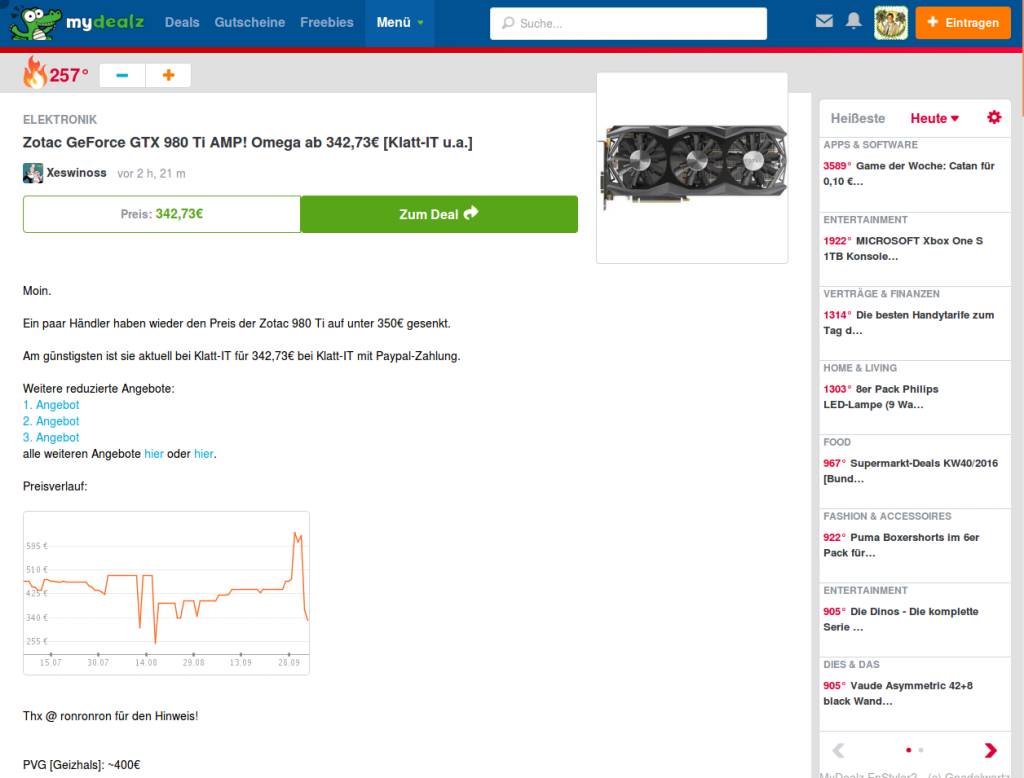 mydealz Deals Gutscheine Freebies Menü Suche... Eintragen
257°
ELEKTRONIK
Zotac GeForce GTX 980 Ti AMP! Omega ab 342,73€ [Klatt-IT u.a.]
Xeswinoss vor 2 h, 21 m
Preis: 342,73€ Zum Deal
Moin.
Ein paar Händler haben wieder den Preis der Zotac 980 Ti auf unter 350€ gesenkt.
Am günstigsten ist sie aktuell bei Klatt-IT für 342,73€ bei Klatt-IT mit Paypal-Zahlung.
Weitere reduzierte Angebote:
1. Angebot
2. Angebot
3. Angebot
alle weiteren Angebote hier oder hier.
Preisverlauf:
595 €
510 €
425 €
340 €
255 €
15.07 30.07 14.08 29.08 13.09 28.09
Thx @ ronronron für den Hinweis!
PVG [Geizhals]: ~400€
Heißeste Heute
APPS & SOFTWARE
3589° Game der Woche: Catan für
0,10 €...
ENTERTAINMENT
1922° MICROSOFT Xbox One S
1TB Konsole...
VERTRÄGE & FINANZEN
1314° Die besten Handytarife zum
Tag d...
HOME & LIVING
1303° 8er Pack Philips
LED-Lampe (9 Wa...
FOOD
967° Supermarkt-Deals KW40/2016
[Bund...
FASHION & ACCESSOIRES
922° Puma Boxershorts im 6er
Pack für...
ENTERTAINMENT
905° Die Dinos - Die komplette
Serie ...
DIES & DAS
905° Vaude Asymmetric 42+8
black Wand...